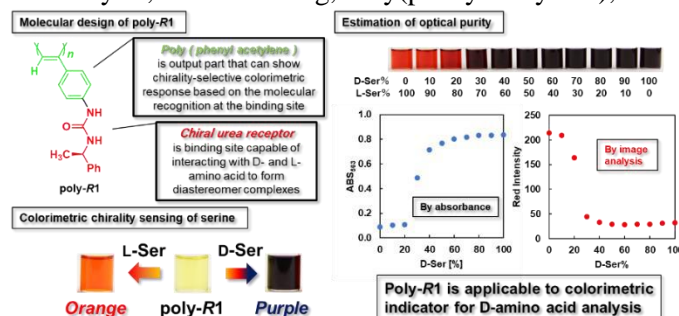 Molecular design of poly-R1
n
H
NH
O
NH
H₃C
Ph
poly-R1
Poly ( phenyl acetylene )
is output part that can show
chirality-selective colorimetric
response based on the molecular
recognition at the binding site
Chiral urea receptor
is binding site capable of
interacting with D- and L-
amino acid to form
diastereomer complexes
Colorimetric chirality sensing of serine
L-Ser D-Ser
Orange poly-R1 Purple
Estimation of optical purity
D-Ser% 0 10 20 30 40 50 60 70 80 90 100
L-Ser% 100 90 80 70 60 50 40 30 20 10 0
1.0
0.8
0.6
0.4
0.2
0.0
0 20 40 60 80 100
D-Ser [%]
By absorbance
Red Intensity
250
200
150
100
50
0
0 20 40 60 80 100
D-Ser%
By image
analysis
Poly-R1 is applicable to colorimetric
indicator for D-amino acid analysis